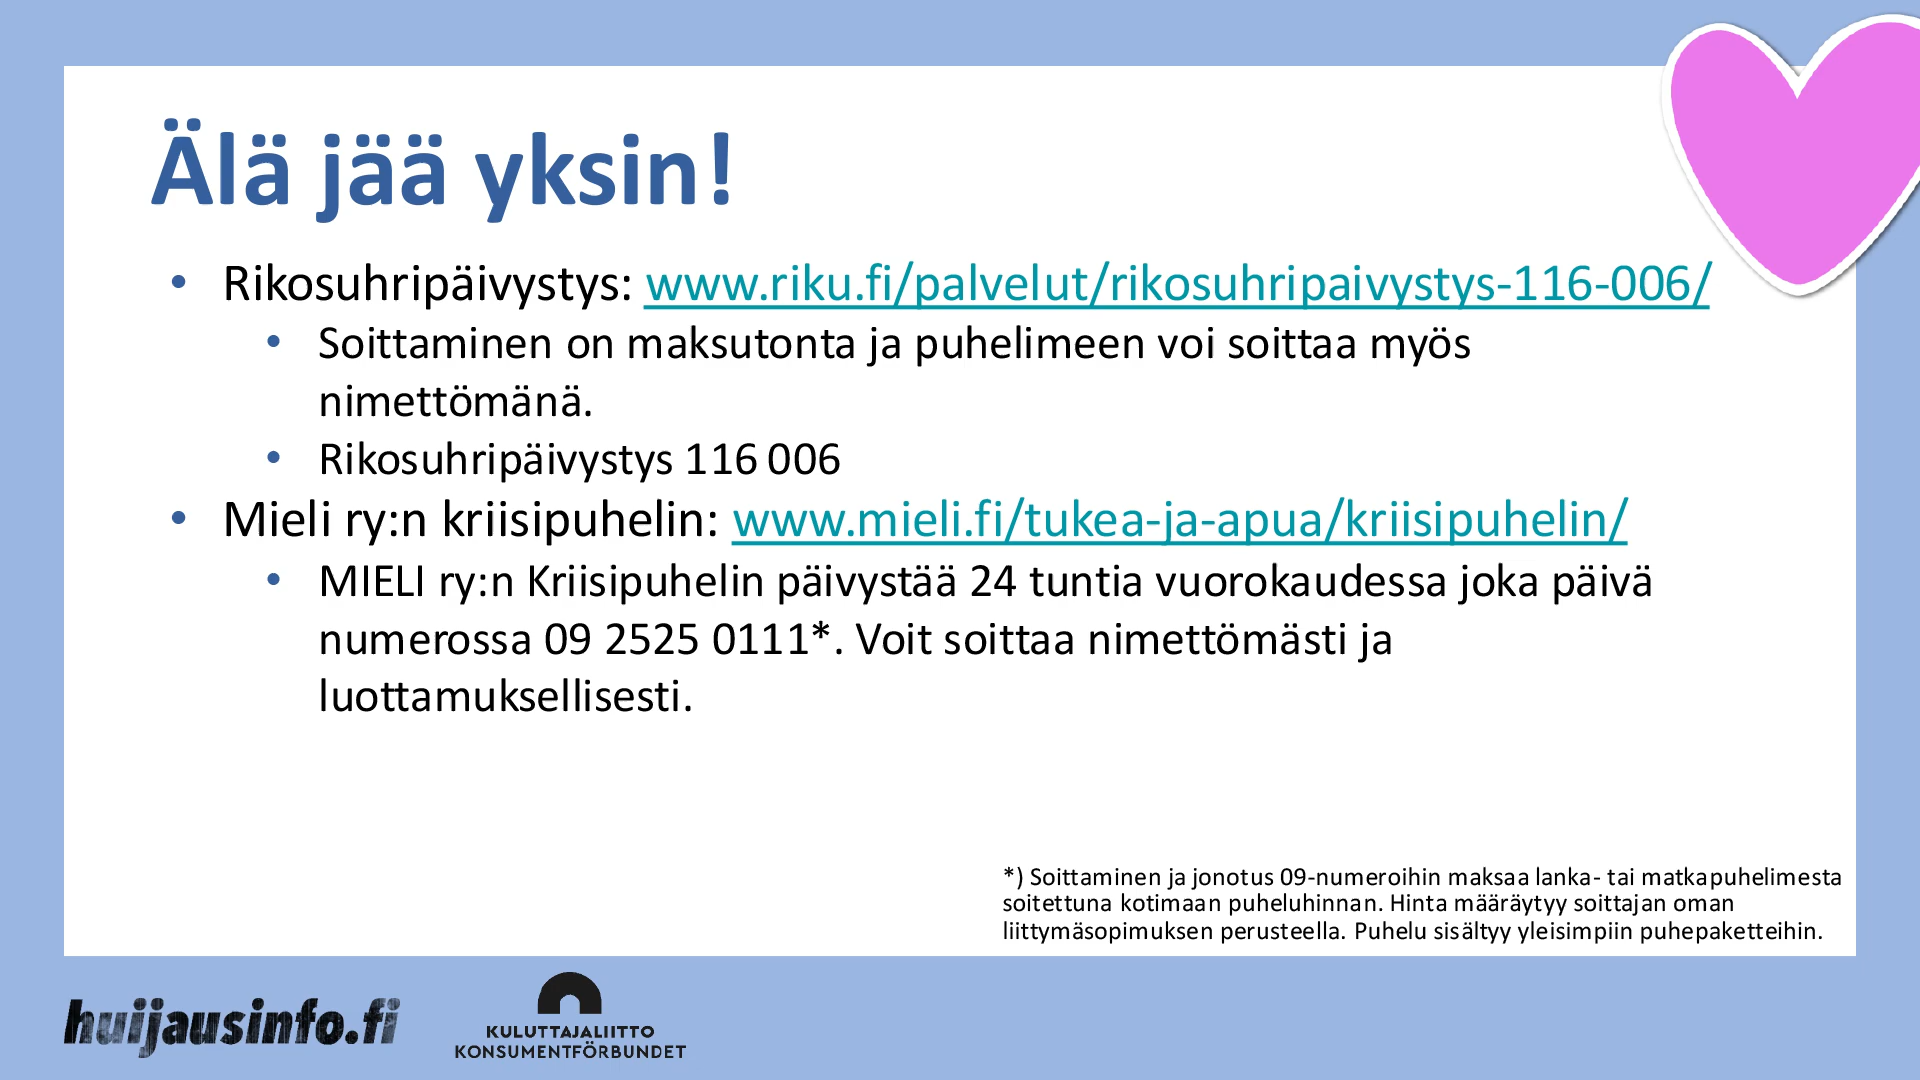 Älä jää yksin!
• Rikosuhripäivystys: www.riku.fi/palvelut/rikosuhripaivystys-116-006/
• Soittaminen on maksutonta ja puhelimeen voi soittaa myös
nimettömänä.
• Rikosuhripäivystys 116 006
• Mieli ry:n kriisipuhelin: www.mieli.fi/tukea-ja-apua/kriisipuhelin/
• MIELI ry:n Kriisipuhelin päivystää 24 tuntia vuorokaudessa joka päivä
numerossa 09 2525 0111*. Voit soittaa nimettömästi ja
luottamuksellisesti.
*) Soittaminen ja jonotus 09-numeroihin maksaa lanka- tai matkapuhelimesta
soitettuna kotimaan puheluhinnan. Hinta määräytyy soittajan oman
liittymäsopimuksen perusteella. Puhelu sisältyy yleisimpiin puhepaketteihin.
huijausinfo.fi
KULUTTAJALIITTO
KONSUMENTFÖRBUNDET